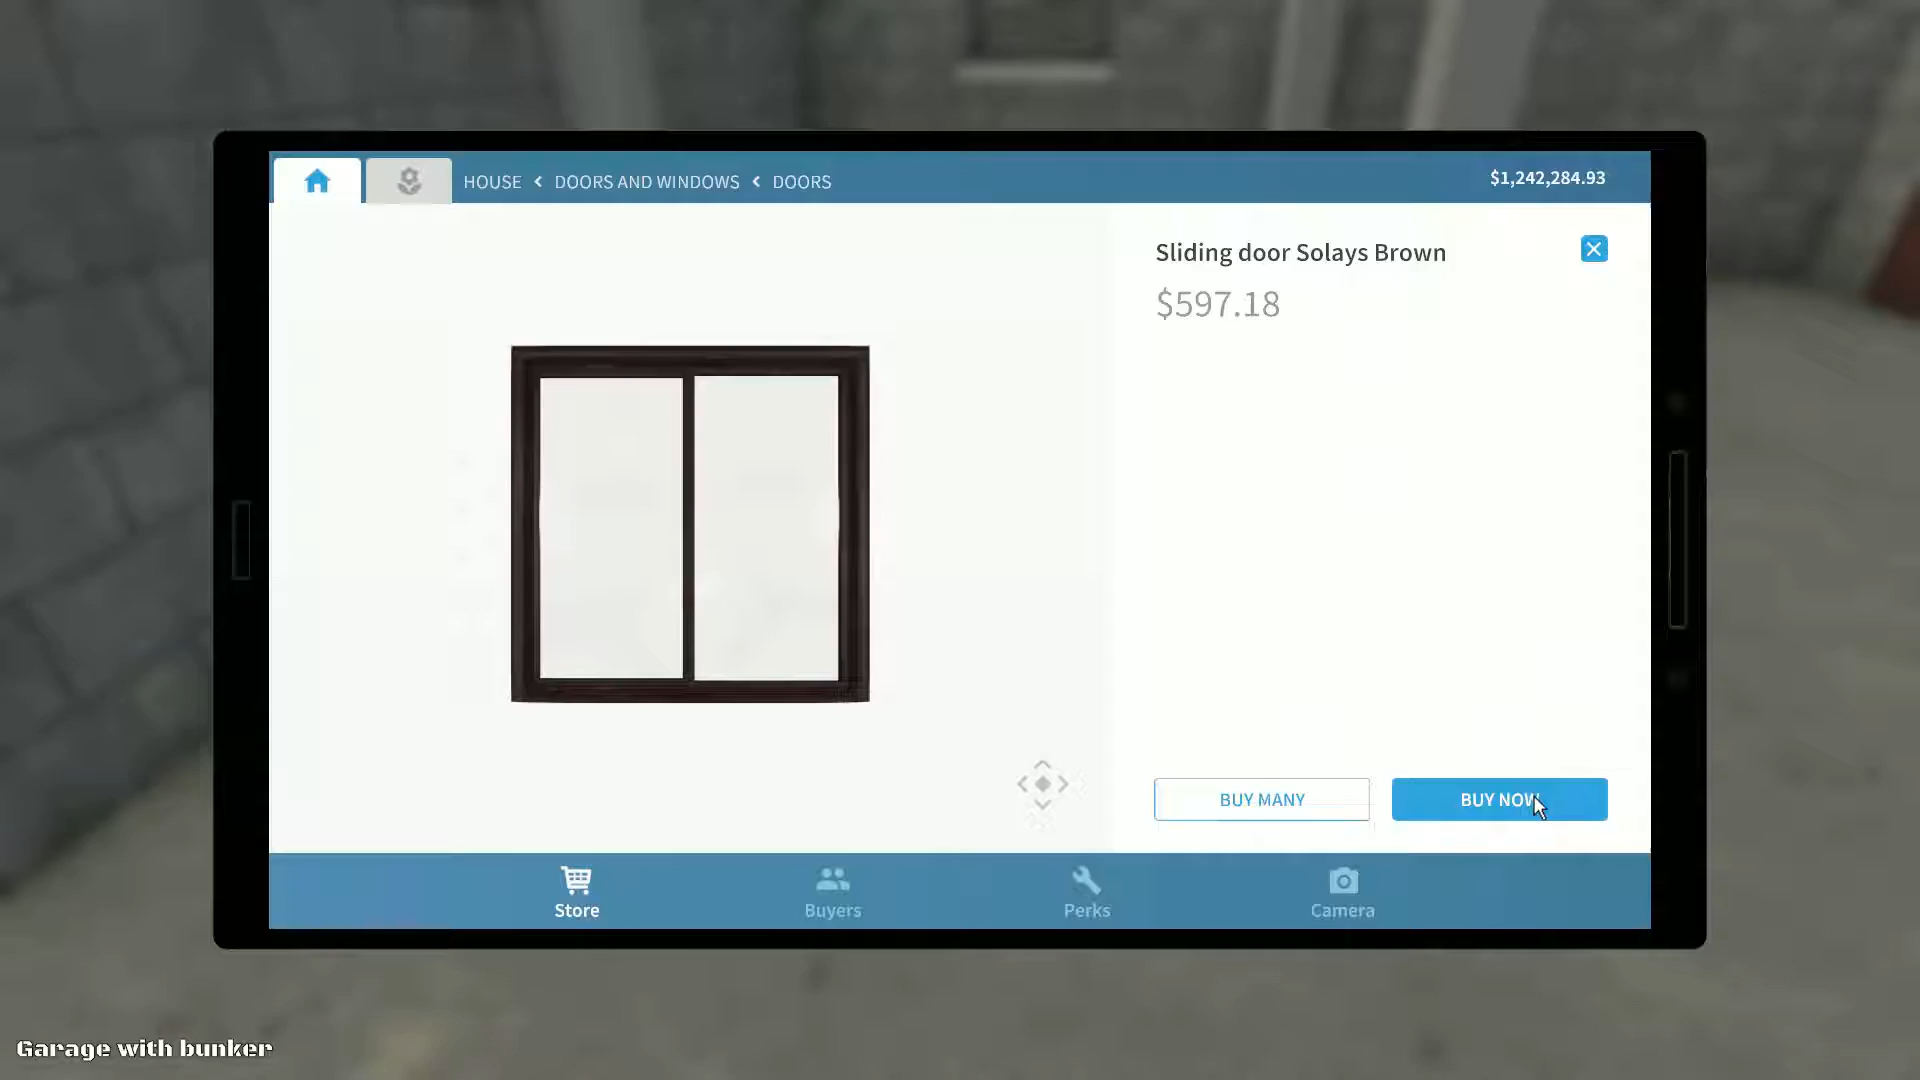 HOUSE < DOORS AND WINDOWS < DOORS
$1,242,284.93
Sliding door Solays Brown
$597.18
BUY MANY
BUY NOW
Store
Buyers
Perks
Camera
Garage with bunker